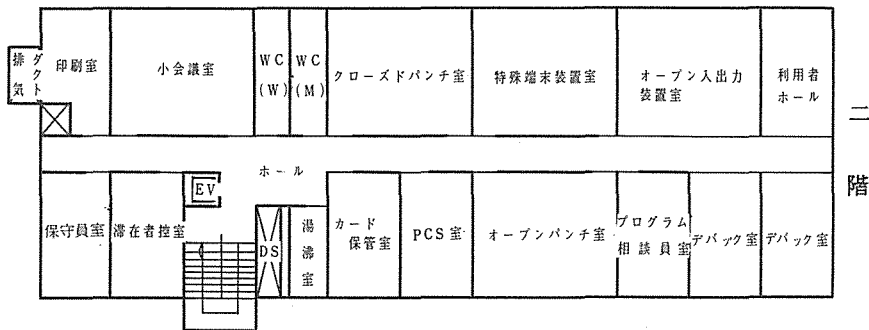 排気
ダクト
印刷室
小会議室
WC
(W)
WC
(M)
クローズドパンチ室
特殊端末装置室
オープン入出力
装置室
利用者
ホール
二階
ホール
EV
保守員室
滞在者控室
DS
湯沸室
カード
保管室
PCS室
オープンパンチ室
プログラム
相談員室
デバック室
デバック室